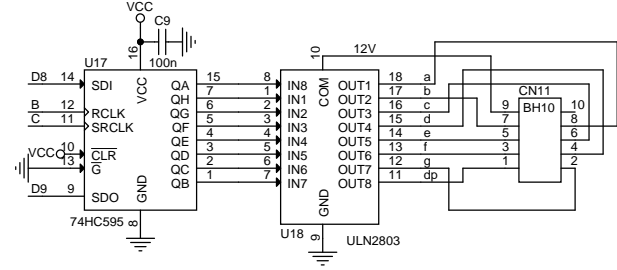 VCC
C9
U17
16
100n
10
12V
D8 14 SDI
VCC
QA 15 8 IN8
COM
OUT1 18 a
CN11
QH 7 1 IN1
OUT2 17 b
9 BH10 10
B 12 RCLK
QG 6 2 IN2
OUT3 16 c
7 8
C 11 SRCLK
QF 5 3 IN3
OUT4 15 d
5 6
QE 4 4 IN4
OUT5 14 e
3 4
VCC 10 CLR
QD 3 5 IN5
OUT6 13 f
1 2
13 G
QC 2 6 IN6
OUT7 12 g
D9 9 SDO
GND
QB 1 7 IN7
OUT8 11 dp
GND
74HC595
8
U18
9
ULN2803